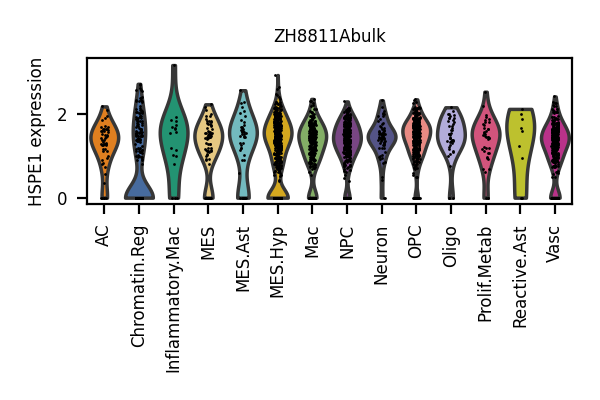 ZH8811Abulk
HSPE1 expression
2
0
AC
Chromatin.Reg
Inflammatory.Mac
MES
MES.Ast
MES.Hyp
Mac
NPC
Neuron
OPC
Oligo
Prolif.Metab
Reactive.Ast
Vasc